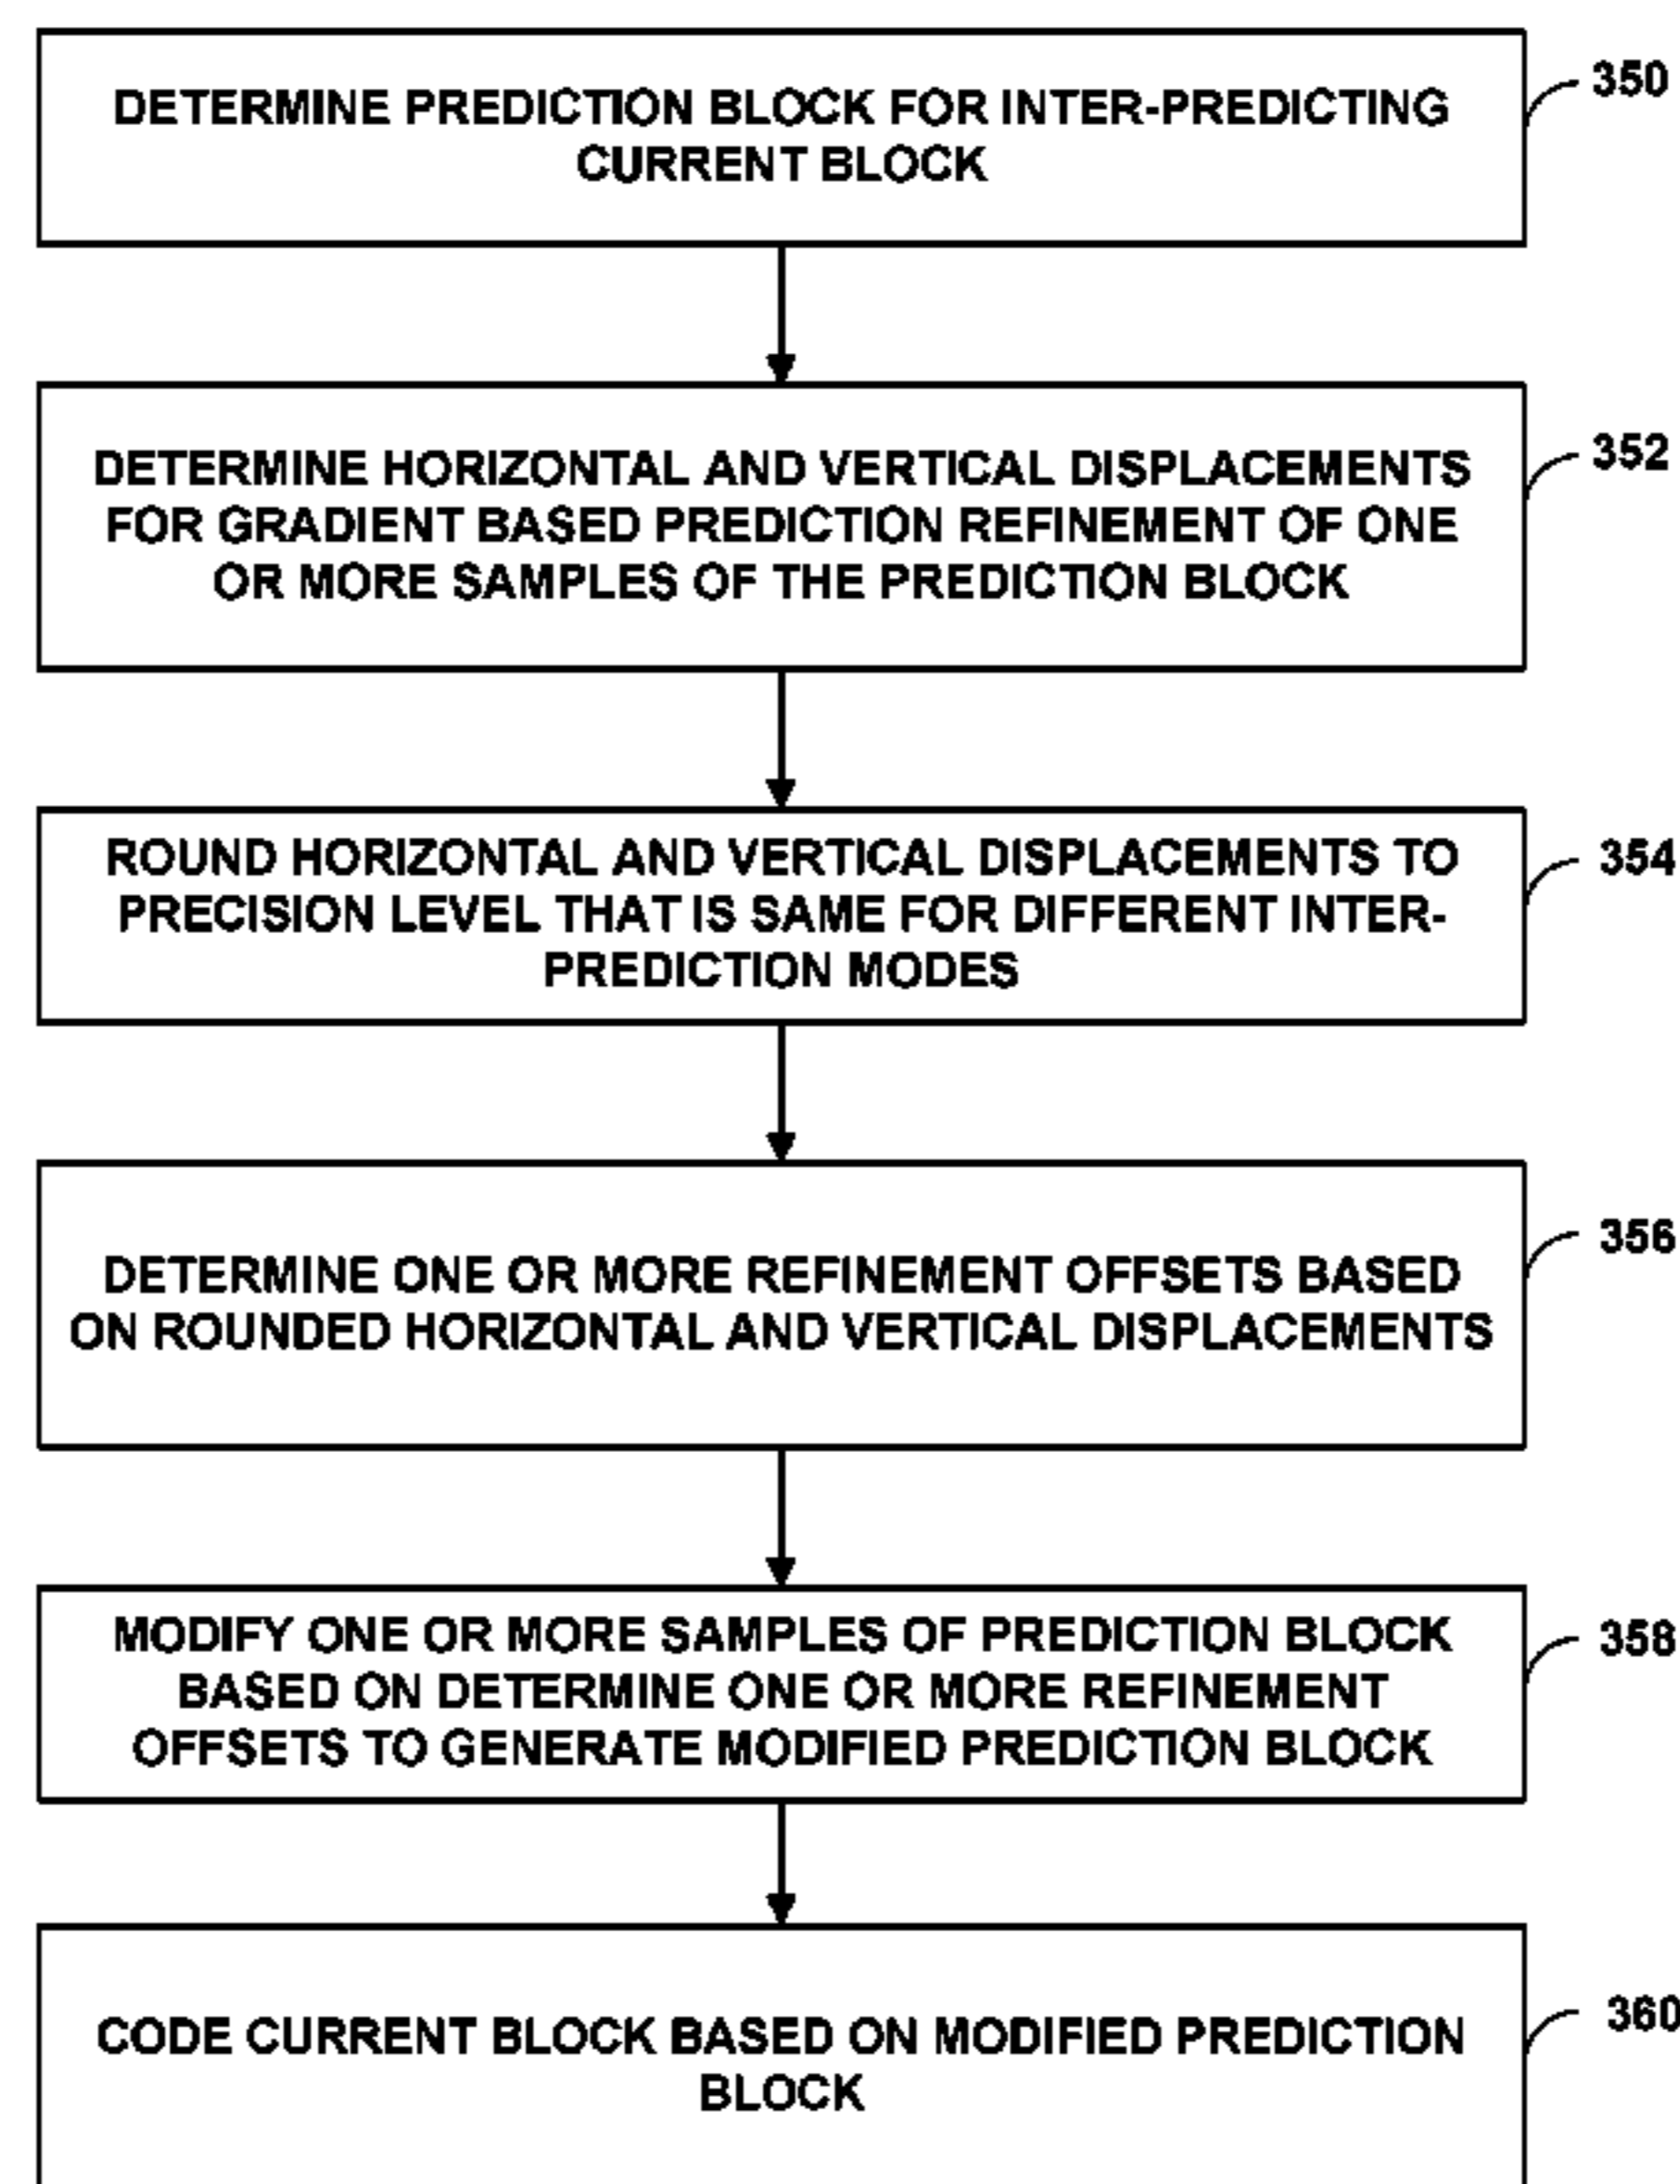 DETERMINE PREDICTION BLOCK FOR INTER-PREDICTING
CURRENT BLOCK
350
DETERMINE HORIZONTAL AND VERTICAL DISPLACEMENTS
FOR GRADIENT BASED PREDICTION REFINEMENT OF ONE
OR MORE SAMPLES OF THE PREDICTION BLOCK
352
ROUND HORIZONTAL AND VERTICAL DISPLACEMENTS TO
PRECISION LEVEL THAT IS SAME FOR DIFFERENT INTER-
PREDICTION MODES
354
DETERMINE ONE OR MORE REFINEMENT OFFSETS BASED
ON ROUNDED HORIZONTAL AND VERTICAL DISPLACEMENTS
356
MODIFY ONE OR MORE SAMPLES OF PREDICTION BLOCK
BASED ON DETERMINE ONE OR MORE REFINEMENT
OFFSETS TO GENERATE MODIFIED PREDICTION BLOCK
358
CODE CURRENT BLOCK BASED ON MODIFIED PREDICTION
BLOCK
360